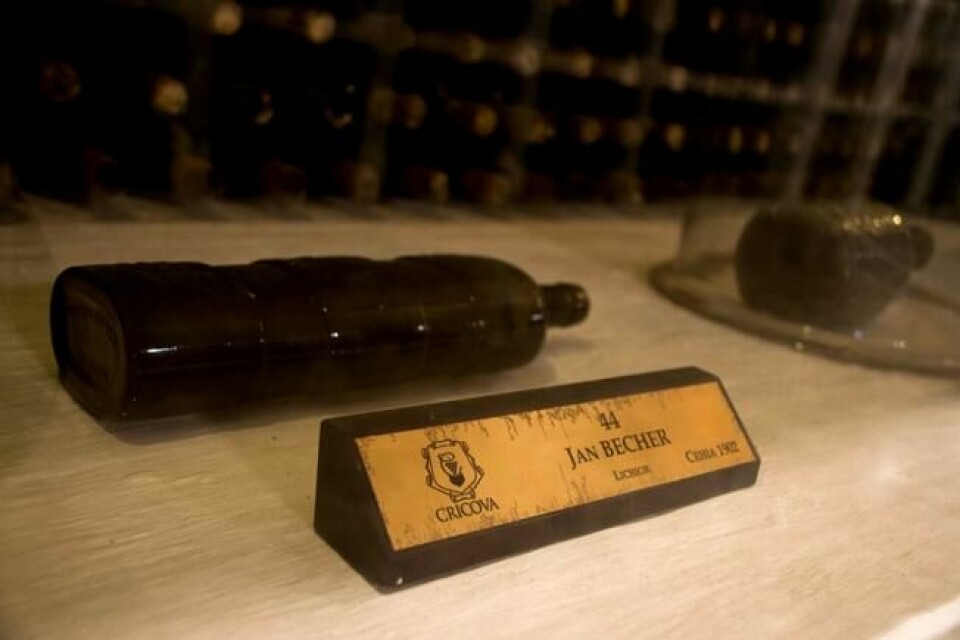 44
JAN BECHER
LICHIOR
CEHIA 1902
CRICOVA